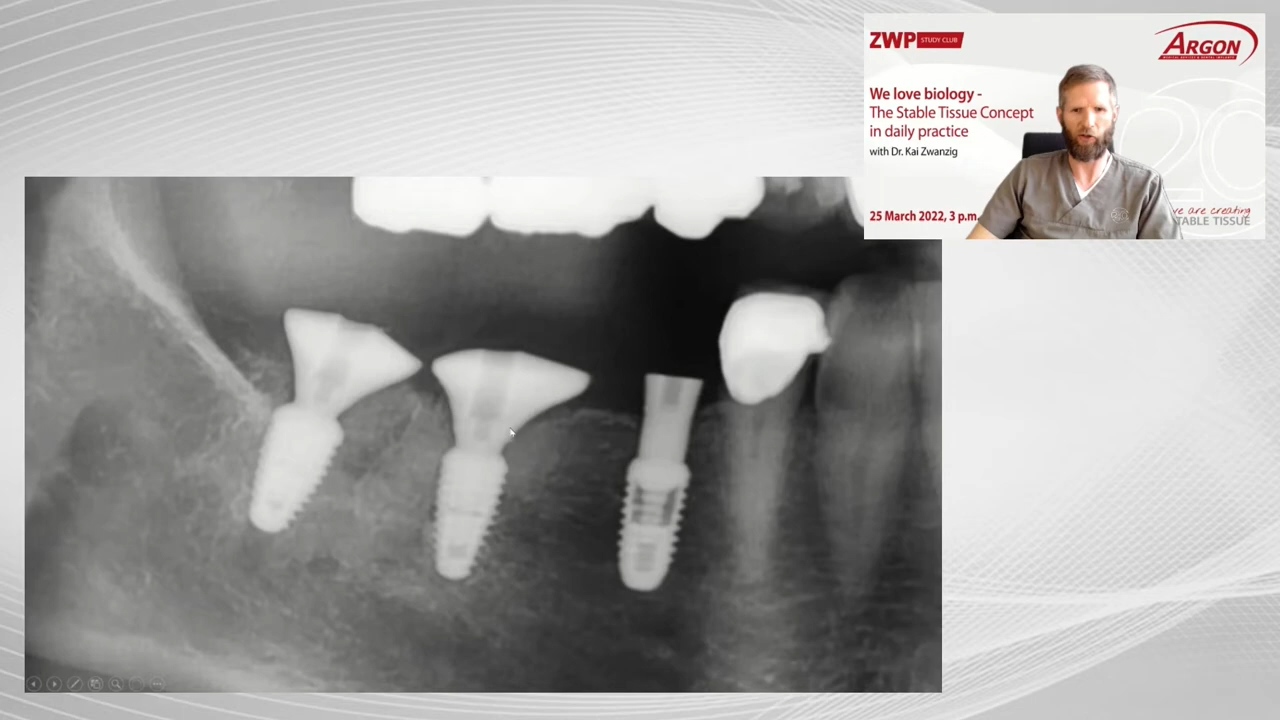 ZWP STUDY CLUB
ARGON
We love biology -
The Stable Tissue Concept
in daily practice
with Dr. Kai Zwanzig
20
25 March 2022, 3 p.m.
we are creating
STABLE TISSUE